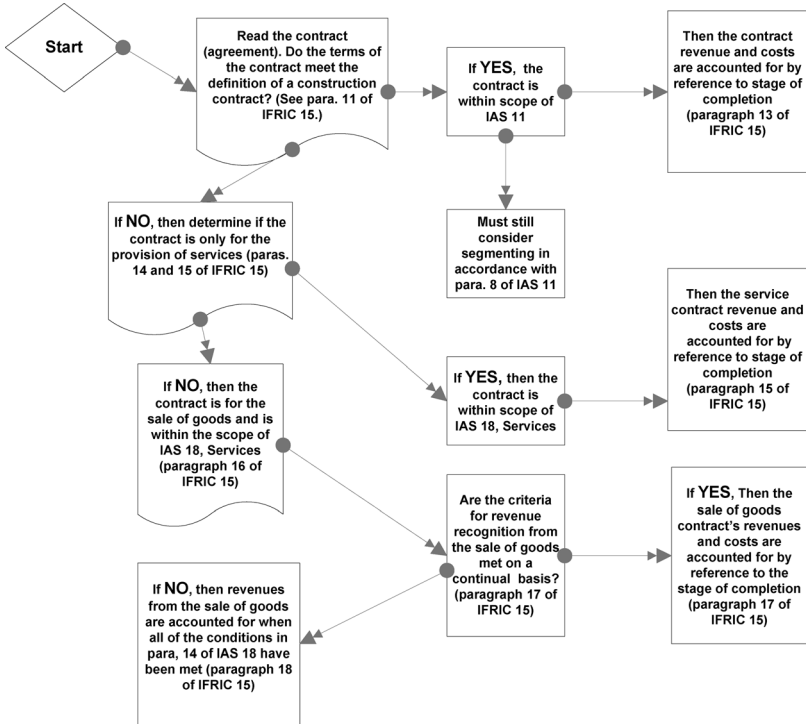 Start
Read the contract
(agreement). Do the terms of
the contract meet the
definition of a construction
contract? (See para. 11 of
IFRIC 15.)
If YES, the
contract is
within scope of
IAS 11
Then the contract
revenue and costs
are accounted for by
reference to stage of
completion
(paragraph 13 of
IFRIC 15)
Must still
consider
segmenting in
accordance with
para. 8 of IAS 11
If NO, then determine if the
contract is only for the
provision of services (paras.
14 and 15 of IFRIC 15)
If YES, then the
contract is
within scope of
IAS 18, Services
Then the service
contract revenue and
costs are
accounted for by
reference to stage of
completion
(paragraph 15 of
IFRIC 15)
If NO, then the
contract is for the
sale of goods and is
within the scope of
IAS 18, Services
(paragraph 16 of
IFRIC 15)
Are the criteria
for revenue
recognition from
the sale of goods
met on a
continual basis?
(paragraph 17 of
IFRIC 15)
If YES, Then the
sale of goods
contract's revenues
and costs are
accounted for by
reference to the
stage of completion
(paragraph 17 of
IFRIC 15)
If NO, then revenues
from the sale of goods
are accounted for when
all of the conditions in
para, 14 of IAS 18 have
been met (paragraph 18
of IFRIC 15)